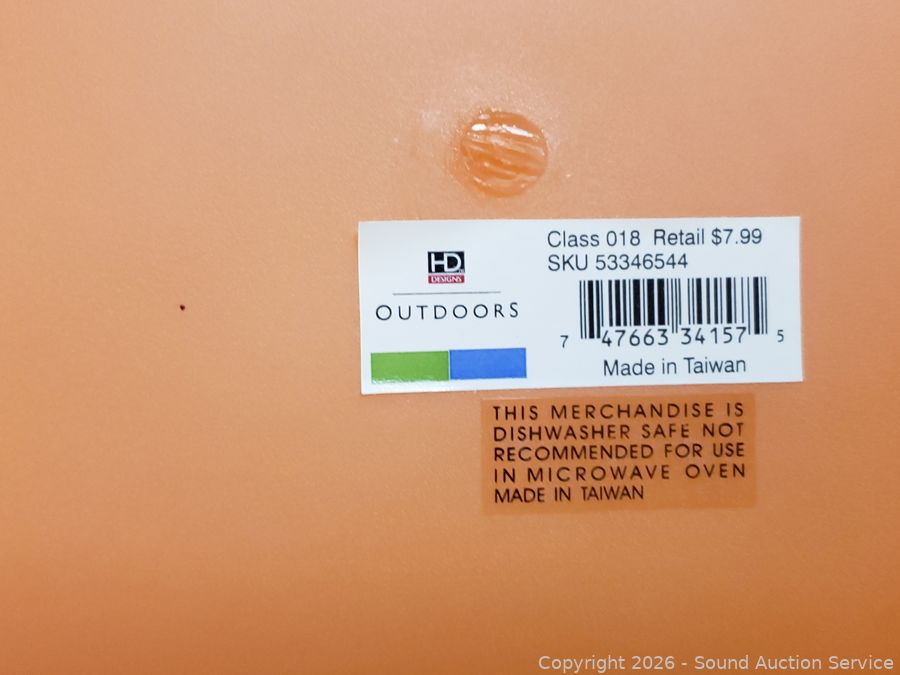 Class 018 Retail $7.99
SKU 53346544
HD
DESIGNS
OUTDOORS
7 47663 34157 5
Made in Taiwan
THIS MERCHANDISE IS
DISHWASHER SAFE NOT
RECOMMENDED FOR USE
IN MICROWAVE OVEN
MADE IN TAIWAN
Copyright 2026 - Sound Auction Service